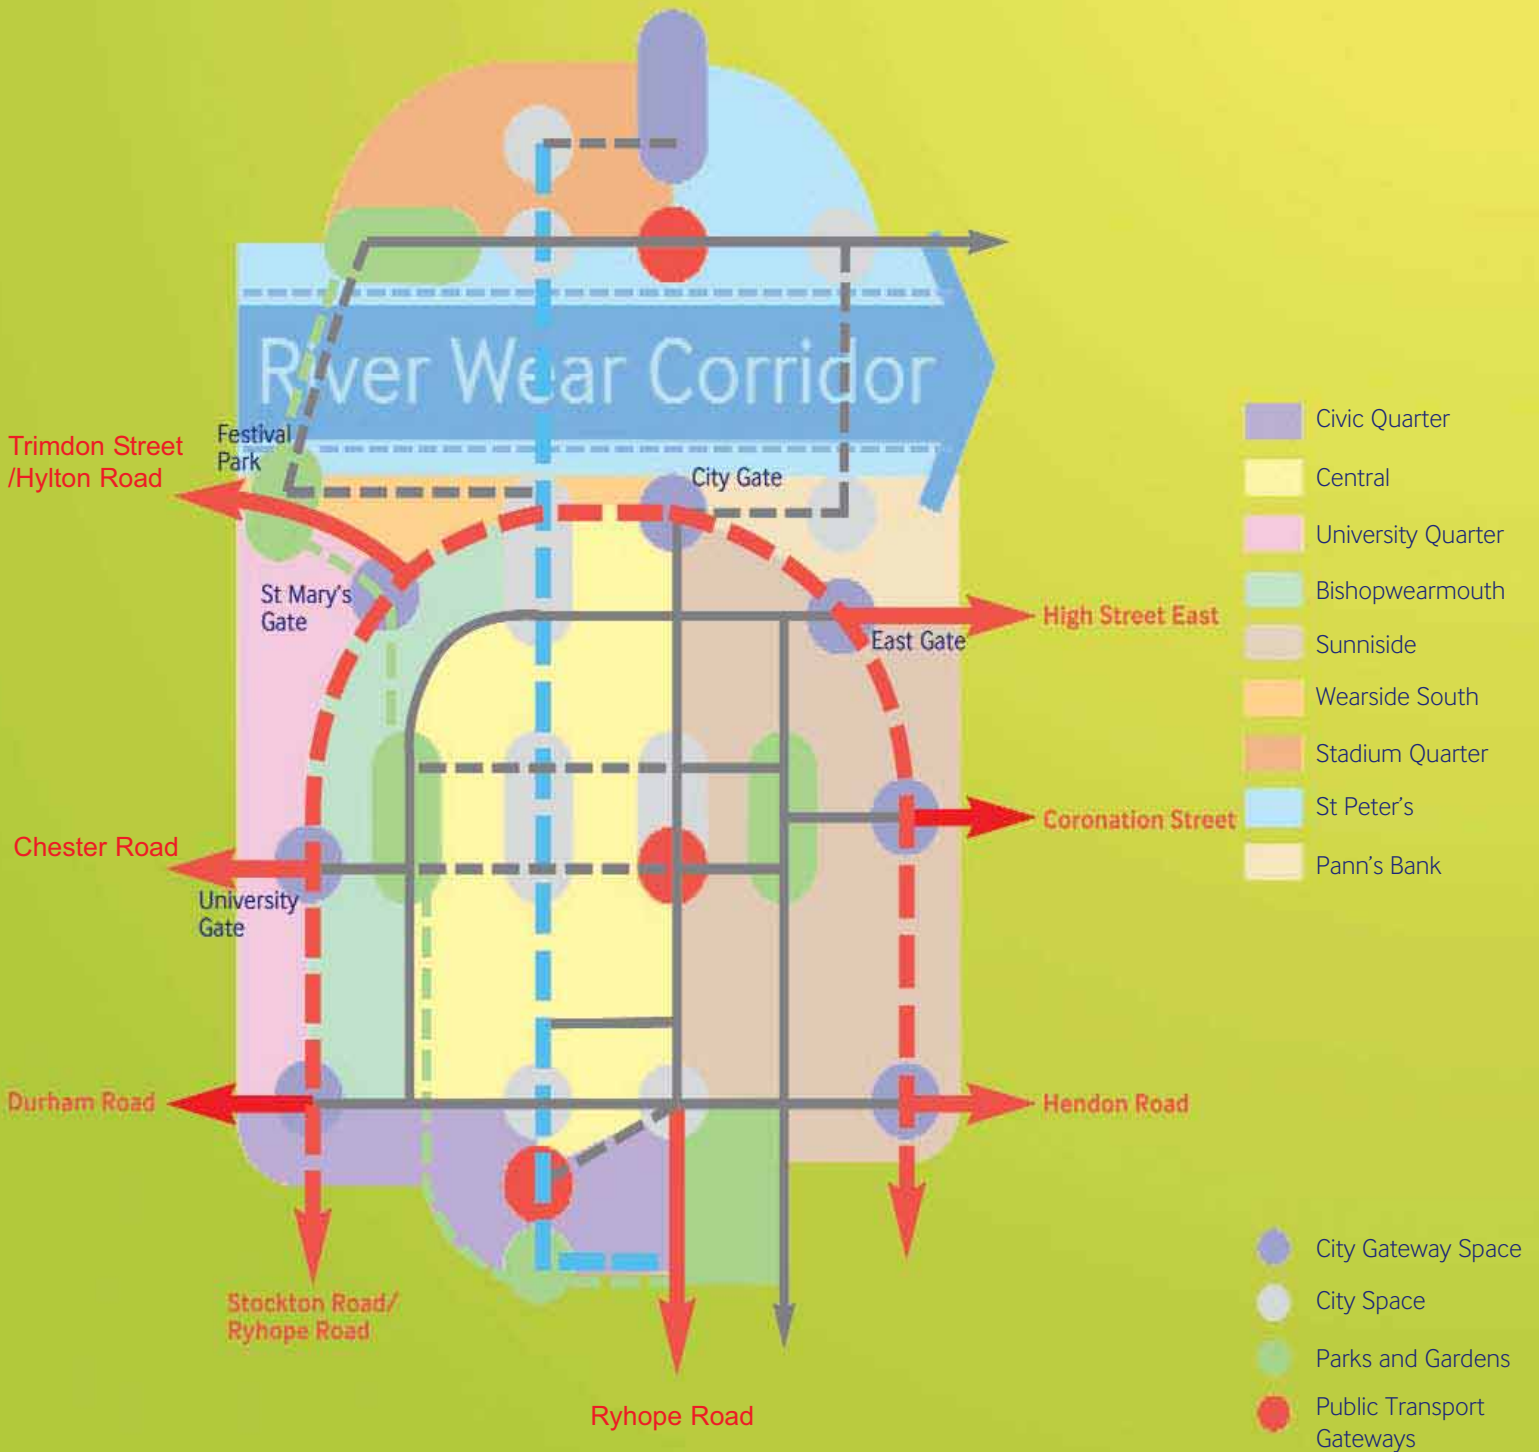 River Wear Corridor
Festival
Park
Trimdon Street
/Hylton Road
City Gate
St Mary's
Gate
High Street East
East Gate
Coronation Street
Chester Road
University
Gate
Durham Road
Hendon Road
Stockton Road/
Ryhope Road
Ryhope Road
Civic Quarter
Central
University Quarter
Bishopwearmouth
Sunniside
Wearside South
Stadium Quarter
St Peter's
Pann's Bank
City Gateway Space
City Space
Parks and Gardens
Public Transport
Gateways